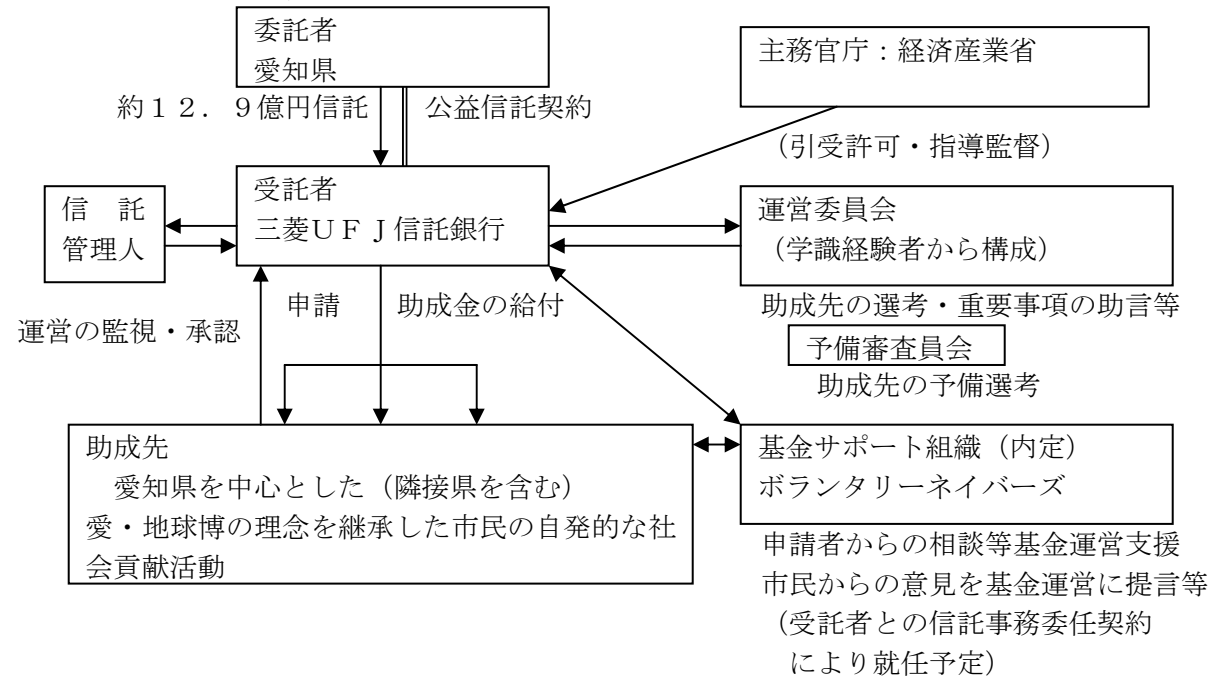 委託者
愛知県
主務官庁:経済産業省
約12.9億円信託
公益信託契約
(引受許可・指導監督)
信 託
管理人
受託者
三菱UFJ信託銀行
運営委員会
(学識経験者から構成)
運営の監視・承認
申請
助成金の給付
助成先の選考・重要事項の助言等
予備審査員会
助成先の予備選考
助成先
愛知県を中心とした(隣接県を含む)
愛・地球博の理念を継承した市民の自発的な社
会貢献活動
基金サポート組織(内定)
ボランタリーネイバーズ
申請者からの相談等基金運営支援
市民からの意見を基金運営に提言等
(受託者との信託事務委任契約
により就任予定)